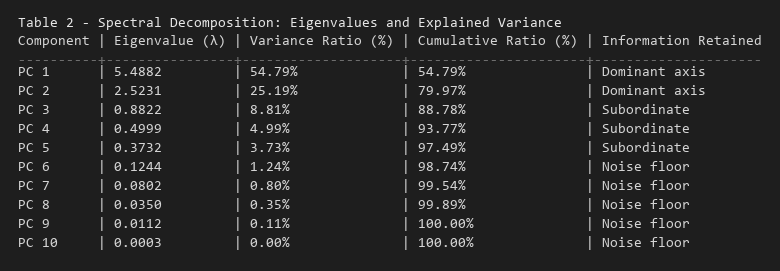 Table 2 - Spectral Decomposition: Eigenvalues and Explained Variance
Component | Eigenvalue (λ) | Variance Ratio (%) | Cumulative Ratio (%) | Information Retained
----------+----------------+--------------------+----------------------+---------------------
PC 1      | 5.4882         | 54.79%             | 54.79%               | Dominant axis
PC 2      | 2.5231         | 25.19%             | 79.97%               | Dominant axis
PC 3      | 0.8822         | 8.81%              | 88.78%               | Subordinate
PC 4      | 0.4999         | 4.99%              | 93.77%               | Subordinate
PC 5      | 0.3732         | 3.73%              | 97.49%               | Subordinate
PC 6      | 0.1244         | 1.24%              | 98.74%               | Noise floor
PC 7      | 0.0802         | 0.80%              | 99.54%               | Noise floor
PC 8      | 0.0350         | 0.35%              | 99.89%               | Noise floor
PC 9      | 0.0112         | 0.11%              | 100.00%              | Noise floor
PC 10     | 0.0003         | 0.00%              | 100.00%              | Noise floor